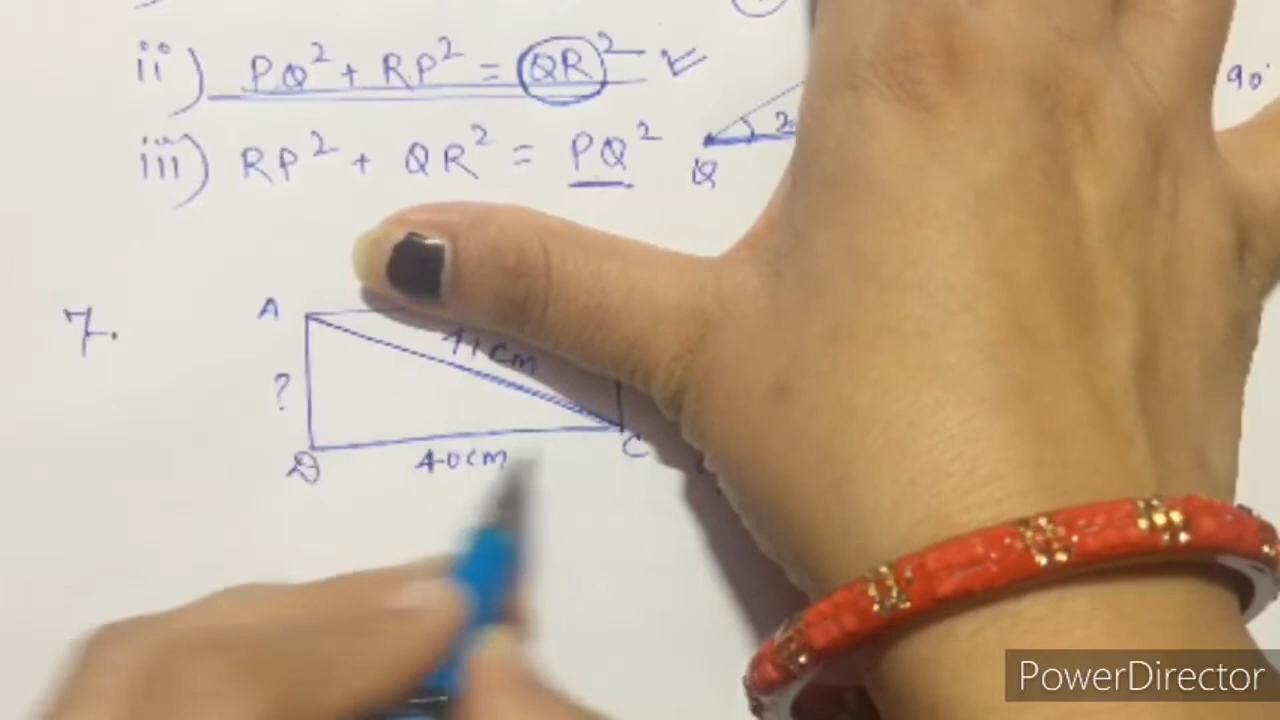 ii) PQ² + RP² = QR² ✓
90°
iii) RP² + QR² = PQ²
Q
7.
A
41cm
?
D
40cm
C
PowerDirector